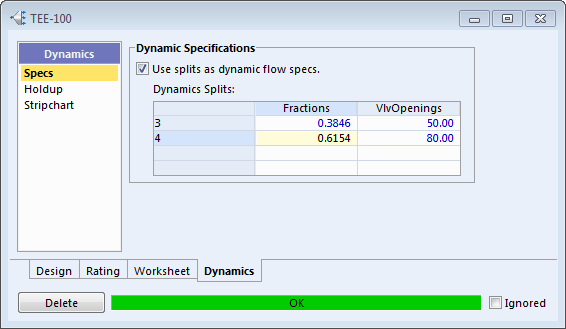 TEE-100
Dynamics
Specs
Holdup
Stripchart
Dynamic Specifications
Use splits as dynamic flow specs.
Dynamics Splits:
Fractions VlvOpenings
3 0.3846 50.00
4 0.6154 80.00
Design Rating Worksheet Dynamics
Delete OK Ignored